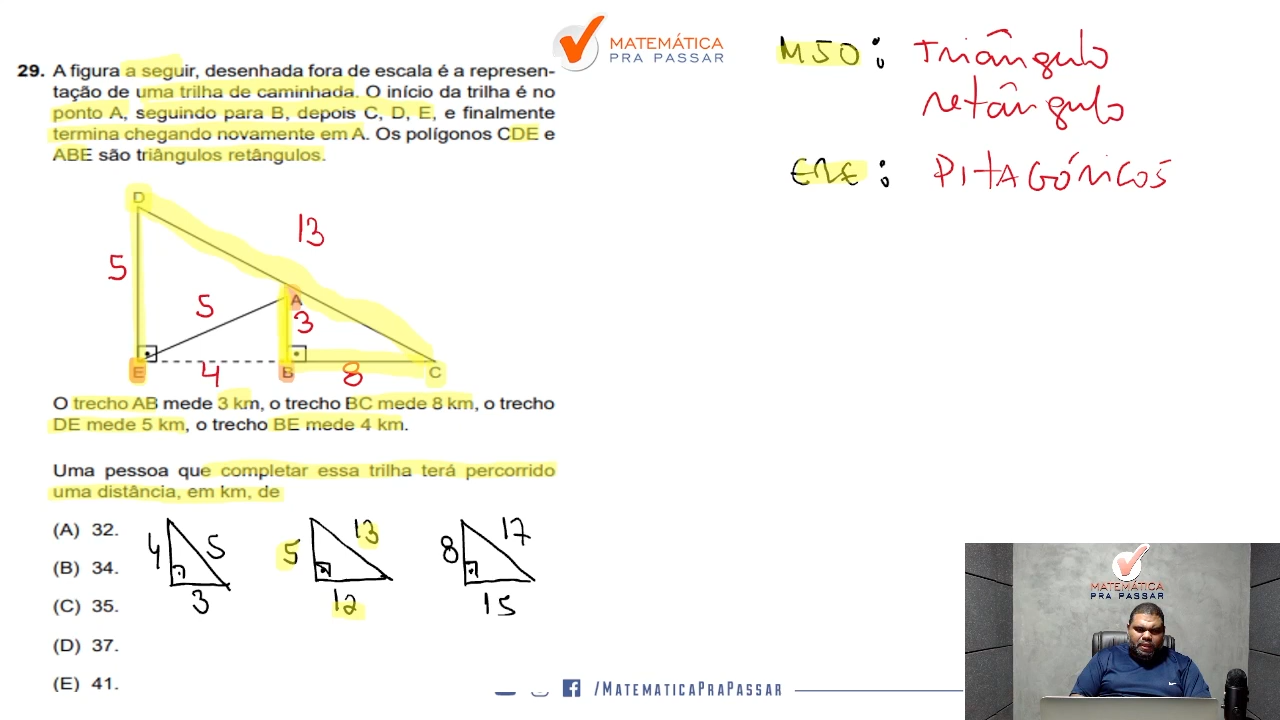 MATEMÁTICA
PRA PASSAR
MSO: triângulo
retângulo
ERE: PITAGÓRICOS
29. A figura a seguir, desenhada fora de escala é a represen-
tação de uma trilha de caminhada. O início da trilha é no
ponto A, seguindo para B, depois C, D, E, e finalmente
termina chegando novamente em A. Os polígonos CDE e
ABE são triângulos retângulos.
D
13
5
5
A
3
E
4
B
8
C
O trecho AB mede 3 km, o trecho BC mede 8 km, o trecho
DE mede 5 km, o trecho BE mede 4 km.
Uma pessoa que completar essa trilha terá percorrido
uma distância, em km, de
(A) 32.
(B) 34.
(C) 35.
(D) 37.
(E) 41.
4
5
3
5
13
12
8
17
15
MATEMÁTICA
PRA PASSAR
/MATEMATICAPRAPASSAR